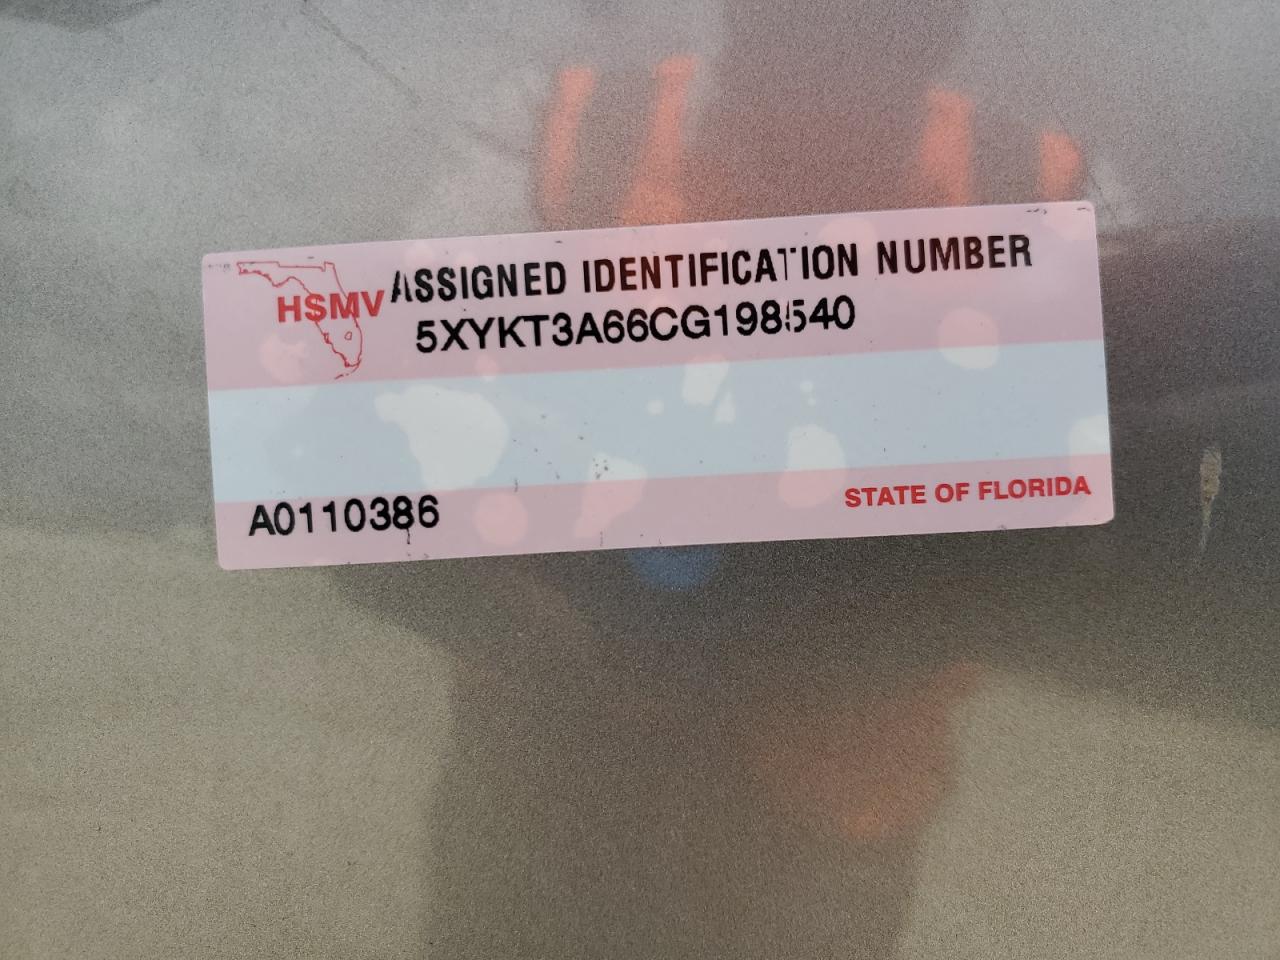 HSMV ASSIGNED IDENTIFICATION NUMBER
5XYKT3A66CG198540
A0110386
STATE OF FLORIDA